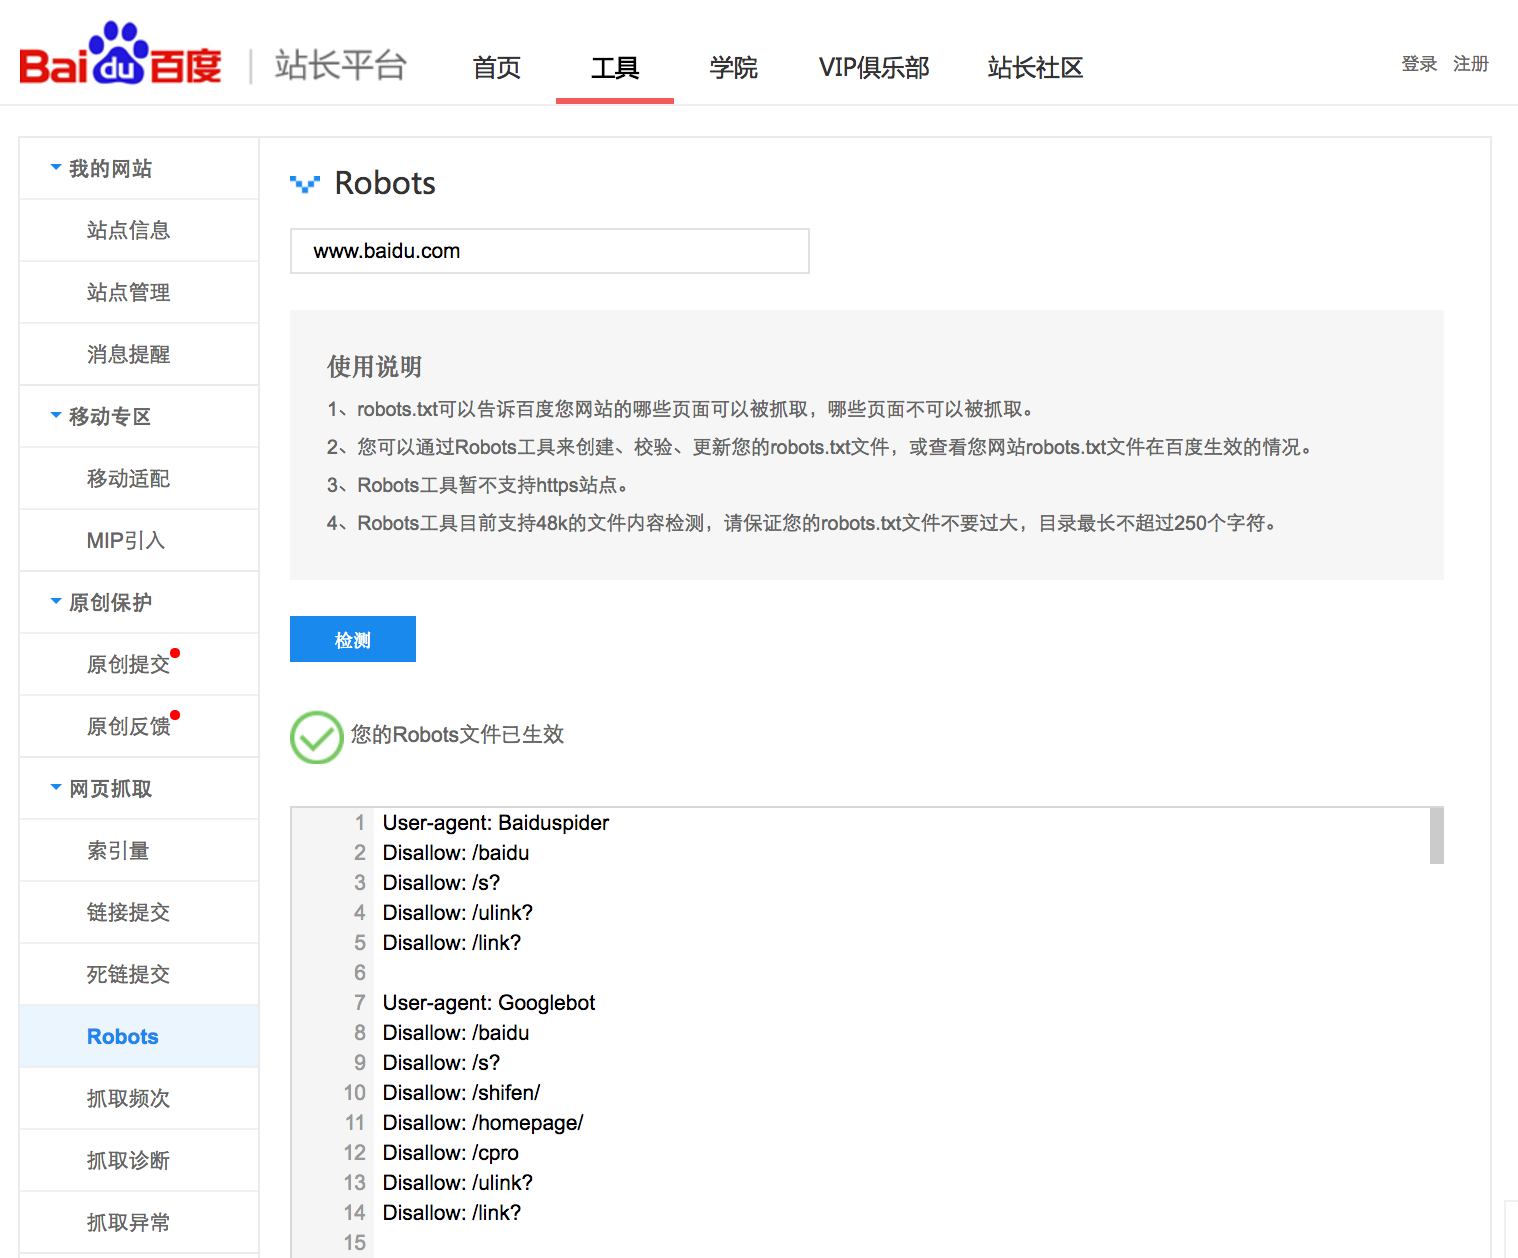 Bai du 百度 | 站长平台 首页 工具 学院 VIP俱乐部 站长社区 登录 注册
我的网站
站点信息
站点管理
消息提醒
移动专区
移动适配
MIP引入
原创保护
原创提交
原创反馈
网页抓取
索引量
链接提交
死链提交
Robots
抓取频次
抓取诊断
抓取异常
Robots
www.baidu.com
使用说明
1、robots.txt可以告诉百度您网站的哪些页面可以被抓取，哪些页面不可以被抓取。
2、您可以通过Robots工具来创建、校验、更新您的robots.txt文件，或查看您网站robots.txt文件在百度生效的情况。
3、Robots工具暂不支持https站点。
4、Robots工具目前支持48k的文件内容检测，请保证您的robots.txt文件不要过大，目录最长不超过250个字符。
检测
您的Robots文件已生效
1 User-agent: Baiduspider
2 Disallow: /baidu
3 Disallow: /s?
4 Disallow: /ulink?
5 Disallow: /link?
6
7 User-agent: Googlebot
8 Disallow: /baidu
9 Disallow: /s?
10 Disallow: /shifen/
11 Disallow: /homepage/
12 Disallow: /cpro
13 Disallow: /ulink?
14 Disallow: /link?
15